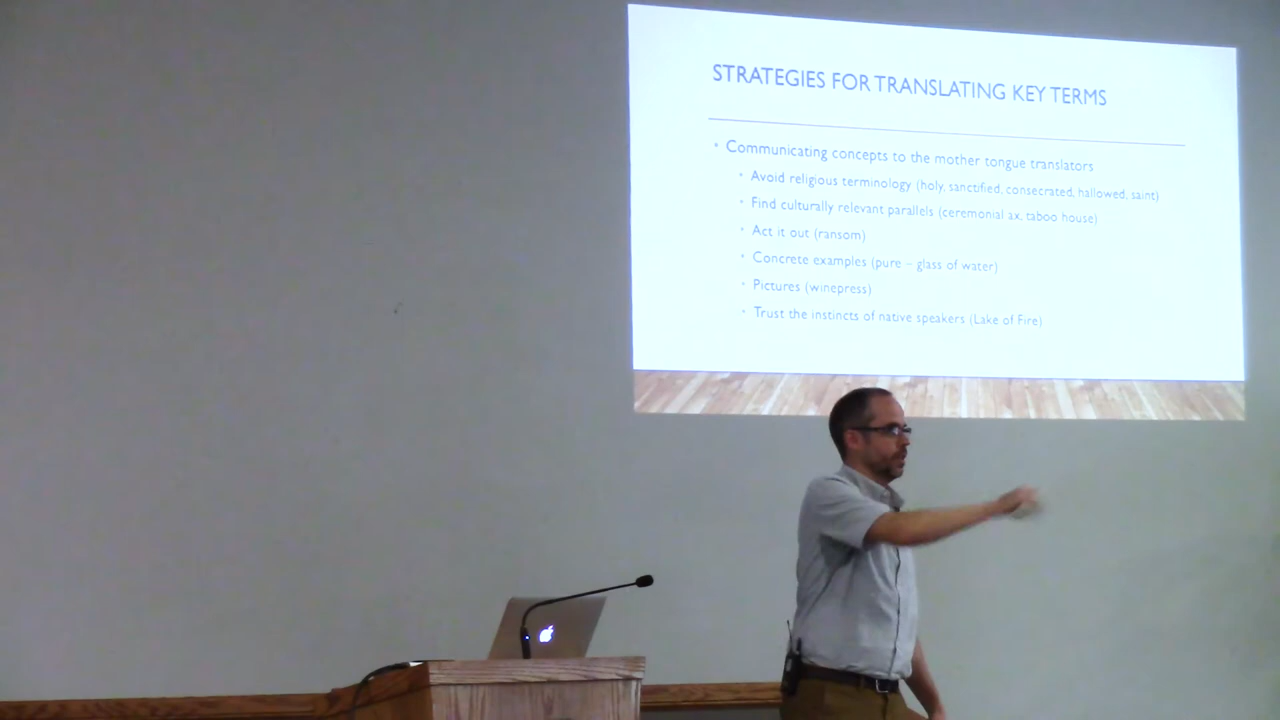 STRATEGIES FOR TRANSLATING KEY TERMS
• Communicating concepts to the mother tongue translators
• Avoid religious terminology (holy, sanctified, consecrated, hallowed, saint)
• Find culturally relevant parallels (ceremonial ax, taboo house)
• Act it out (ransom)
• Concrete examples (pure – glass of water)
• Pictures (winepress)
• Trust the instincts of native speakers (Lake of Fire)